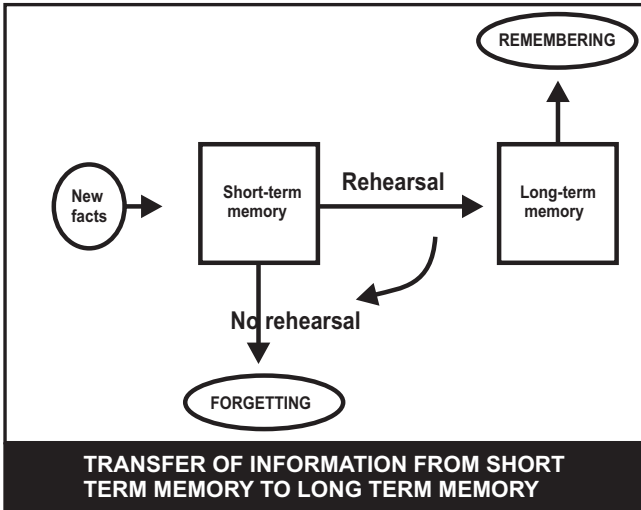 REMEMBERING
New
facts
Short-term
memory
Rehearsal
Long-term
memory
No rehearsal
FORGETTING
TRANSFER OF INFORMATION FROM SHORT
TERM MEMORY TO LONG TERM MEMORY